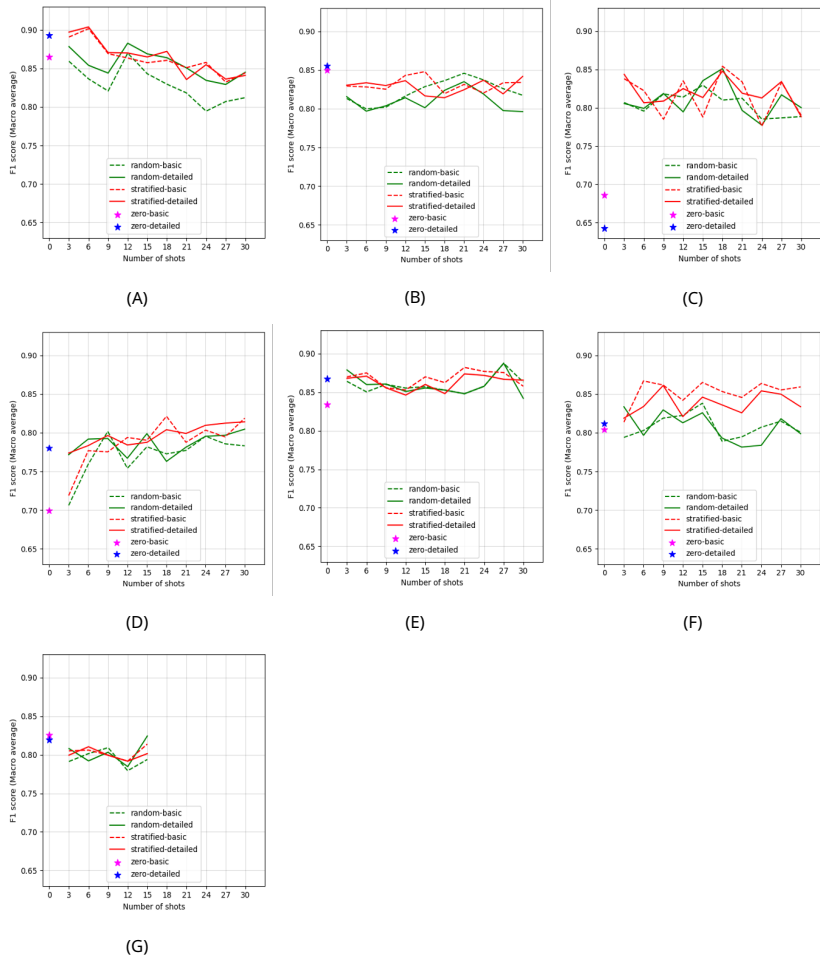 0.90
0.85
0.80
0.75
0.70
0.65
F1 score (Macro average)
random-basic
random-detailed
stratified-basic
stratified-detailed
zero-basic
zero-detailed
0 3 6 9 12 15 18 21 24 27 30
Number of shots
(A)
0.90
0.85
0.80
0.75
0.70
0.65
F1 score (Macro average)
random-basic
random-detailed
stratified-basic
stratified-detailed
zero-basic
zero-detailed
0 3 6 9 12 15 18 21 24 27 30
Number of shots
(B)
0.90
0.85
0.80
0.75
0.70
0.65
F1 score (Macro average)
random-basic
random-detailed
stratified-basic
stratified-detailed
zero-basic
zero-detailed
0 3 6 9 12 15 18 21 24 27 30
Number of shots
(C)
0.90
0.85
0.80
0.75
0.70
0.65
F1 score (Macro average)
random-basic
random-detailed
stratified-basic
stratified-detailed
zero-basic
zero-detailed
0 3 6 9 12 15 18 21 24 27 30
Number of shots
(D)
0.90
0.85
0.80
0.75
0.70
0.65
F1 score (Macro average)
random-basic
random-detailed
stratified-basic
stratified-detailed
zero-basic
zero-detailed
0 3 6 9 12 15 18 21 24 27 30
Number of shots
(E)
0.90
0.85
0.80
0.75
0.70
0.65
F1 score (Macro average)
random-basic
random-detailed
stratified-basic
stratified-detailed
zero-basic
zero-detailed
0 3 6 9 12 15 18 21 24 27 30
Number of shots
(F)
0.90
0.85
0.80
0.75
0.70
0.65
F1 score (Macro average)
random-basic
random-detailed
stratified-basic
stratified-detailed
zero-basic
zero-detailed
0 3 6 9 12 15 18 21 24 27 30
Number of shots
(G)